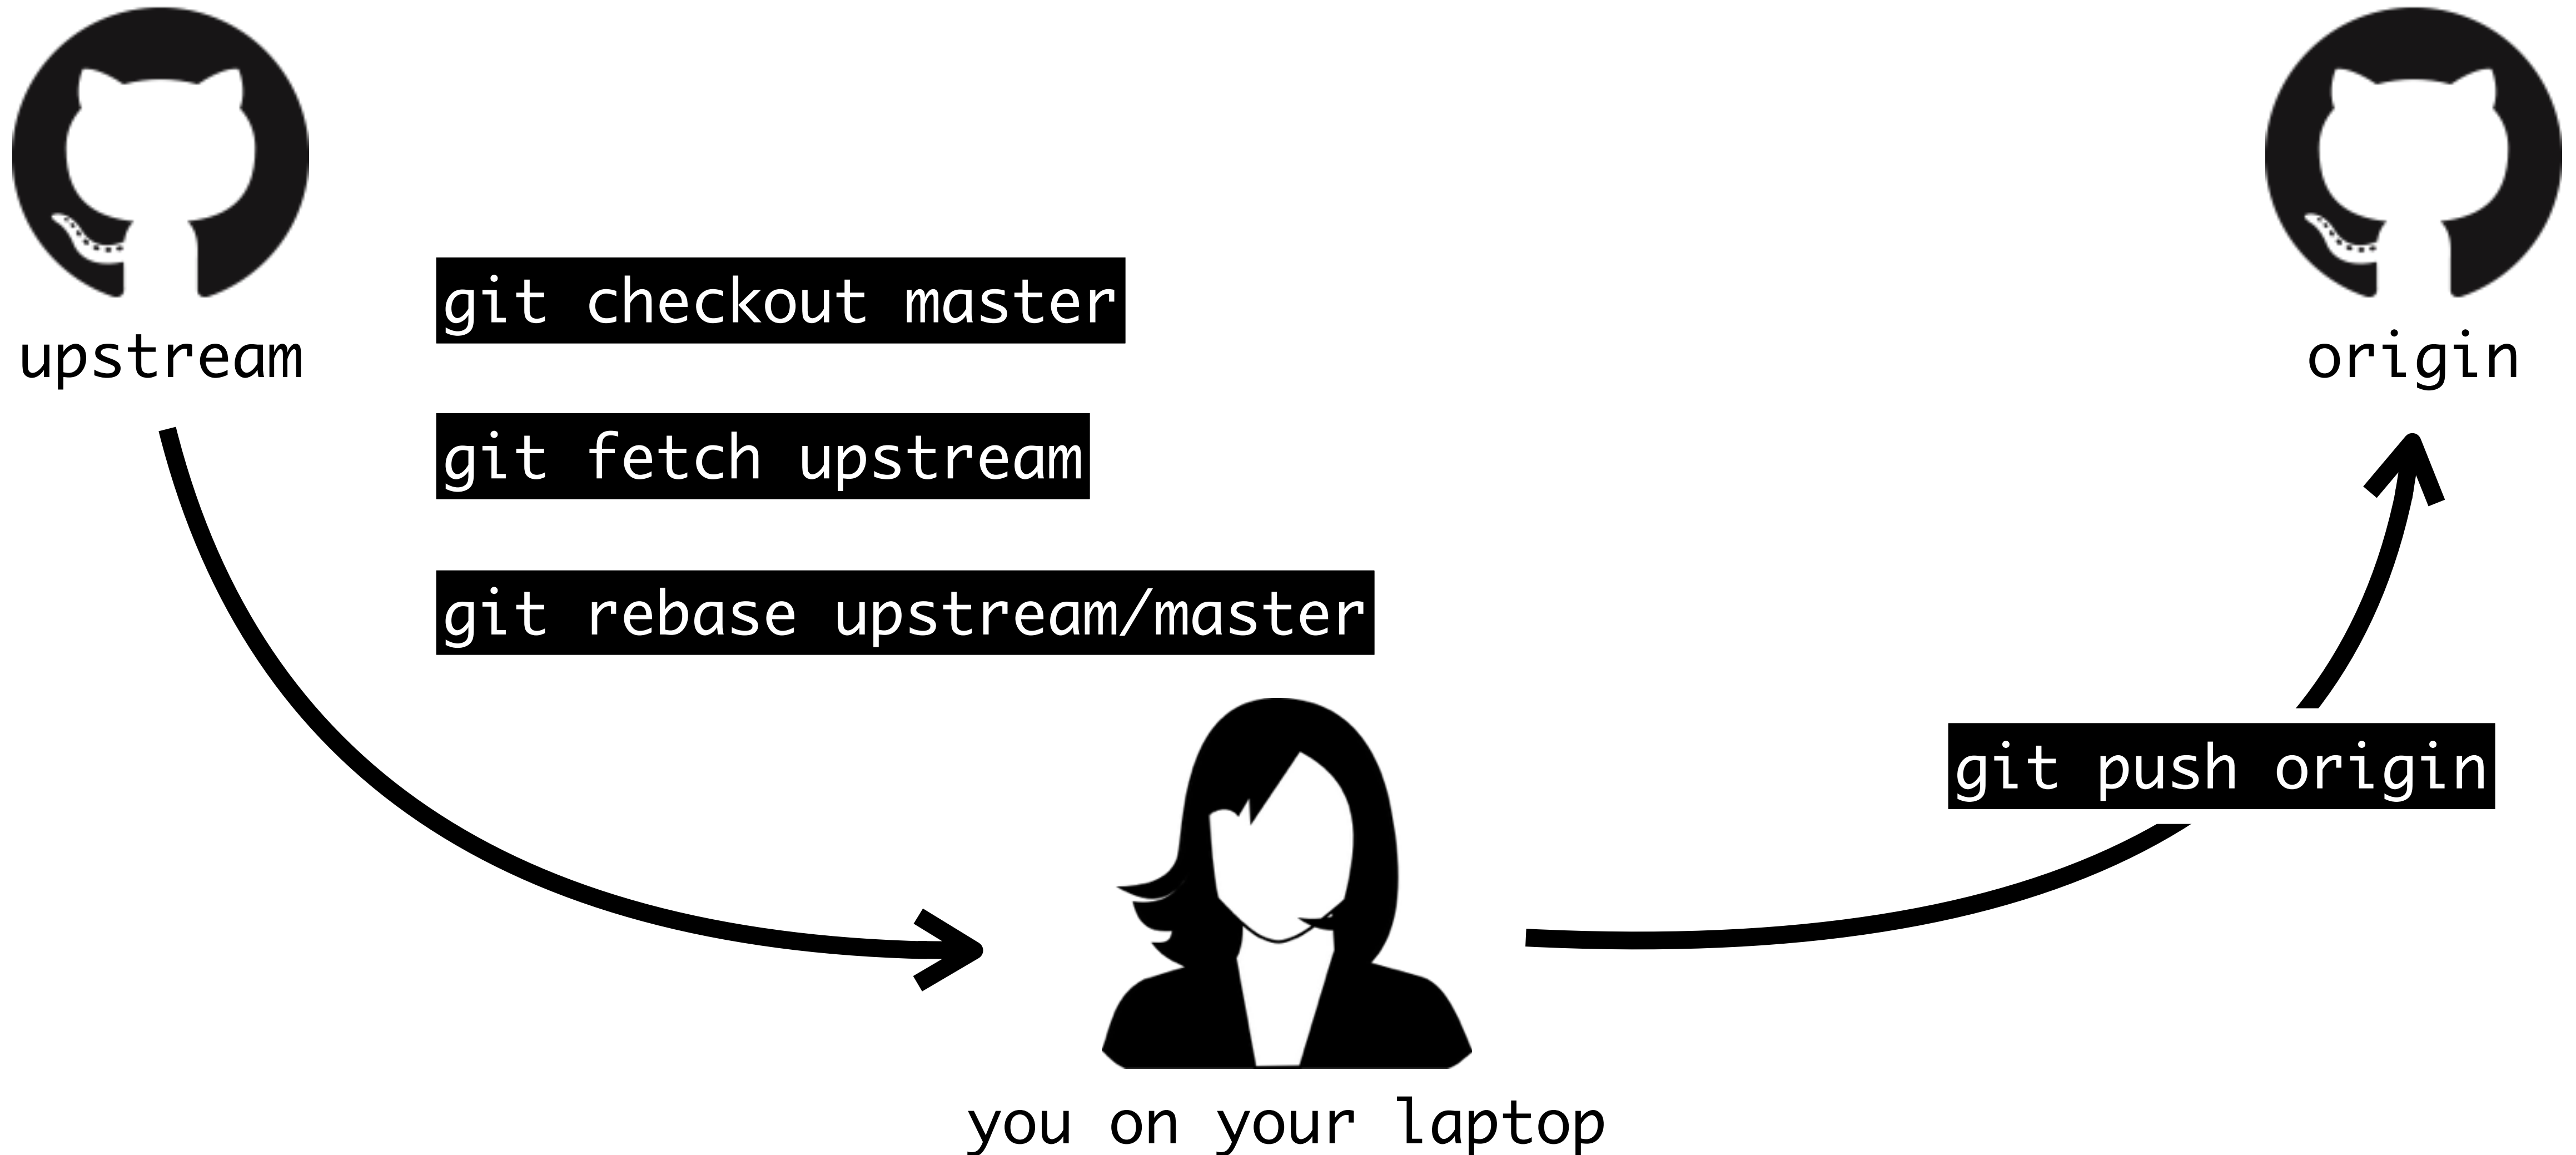 upstream
origin
git checkout master
git fetch upstream
git rebase upstream/master
git push origin
you on your laptop